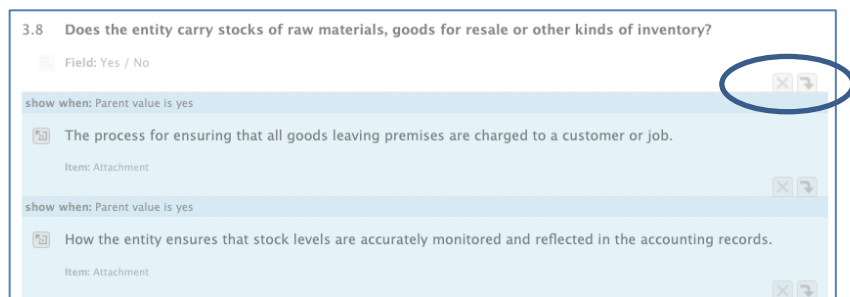 3.8 Does the entity carry stocks of raw materials, goods for resale or other kinds of inventory?
Field: Yes / No
show when: Parent value is yes
The process for ensuring that all goods leaving premises are charged to a customer or job.
Item: Attachment
show when: Parent value is yes
How the entity ensures that stock levels are accurately monitored and reflected in the accounting records.
Item: Attachment